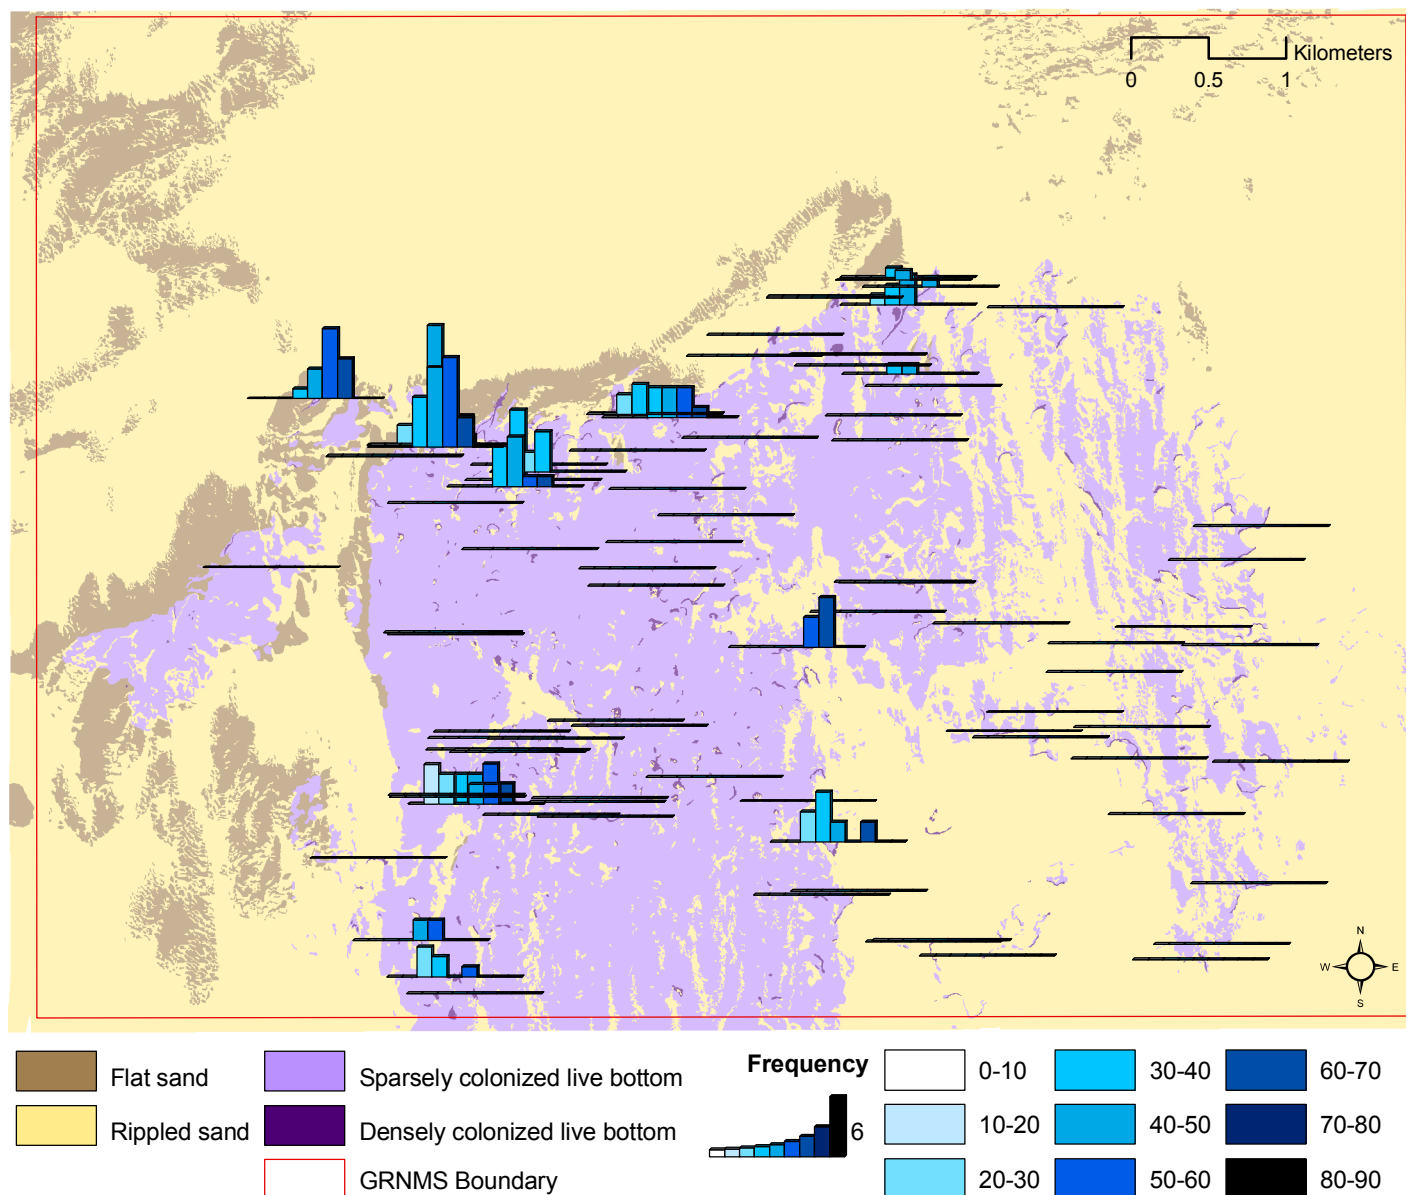 Kilometers
0 0.5 1
N
W E
S
Frequency
6
Flat sand
Rippled sand
Sparsely colonized live bottom
Densely colonized live bottom
GRNMS Boundary
0-10
10-20
20-30
30-40
40-50
50-60
60-70
70-80
80-90